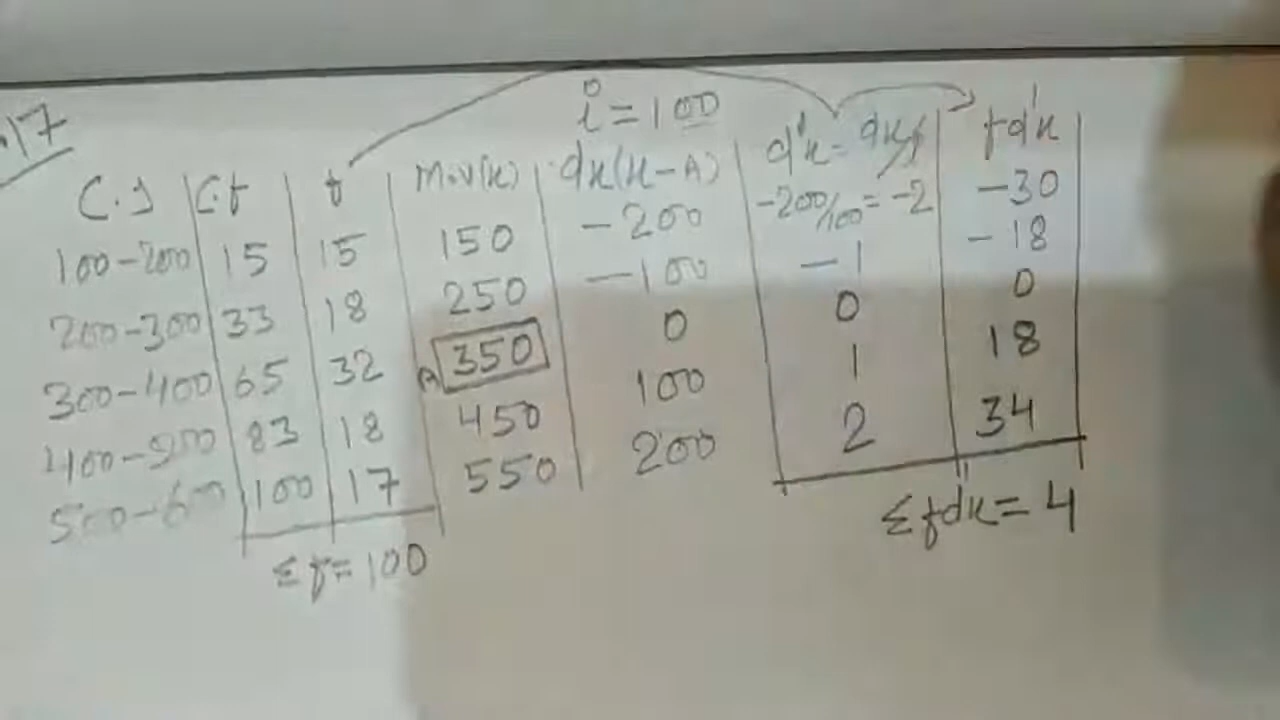 .17
i = 100
C.I | C.f | f | M.V(x) | dx(x-A) | d'x = dx/i | fd'x
100-200 | 15 | 15 | 150 | -200 | -200/100 = -2 | -30
200-300 | 33 | 18 | 250 | -100 | -1 | -18
300-400 | 65 | 32 | A 350 | 0 | 0 | 0
400-500 | 83 | 18 | 450 | 100 | 1 | 18
500-600 | 100 | 17 | 550 | 200 | 2 | 34
Σf = 100
Σfd'x = 4